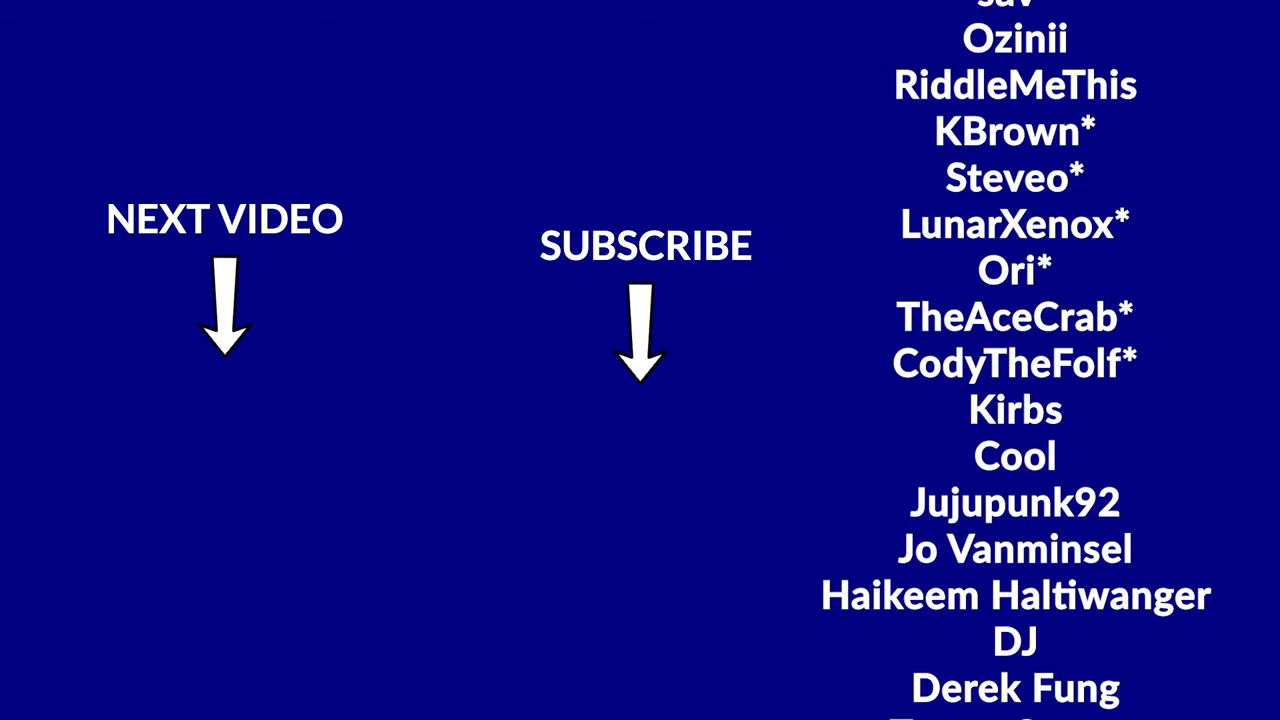 NEXT VIDEO
SUBSCRIBE
sav
Ozinii
RiddleMeThis
KBrown*
Steveo*
LunarXenox*
Ori*
TheAceCrab*
CodyTheFolf*
Kirbs
Cool
Jujupunk92
Jo Vanminsel
Haikeem Haltiwanger
DJ
Derek Fung